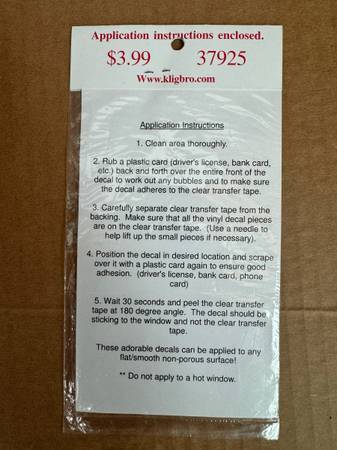 Application instructions enclosed.
$3.99 37925
Www.kligbro.com
Application Instructions
1. Clean area thoroughly.
2. Rub a plastic card (driver's license, bank card,
etc.) back and forth over the entire front of the
decal to work out any bubbles and to make sure
the decal adheres to the clear transfer tape.
3. Carefully separate clear transfer tape from the
backing. Make sure that all the vinyl decal pieces
are on the clear transfer tape. (Use a needle to
help lift up the small pieces if necessary).
4. Position the decal in desired location and scrape
over it with a plastic card again to ensure good
adhesion. (driver's license, bank card, phone
card)
5. Wait 30 seconds and peel the clear transfer
tape at 180 degree angle. The decal should be
sticking to the window and not the clear transfer
tape.
These adorable decals can be applied to any
flat/smooth non-porous surface!
** Do not apply to a hot window.